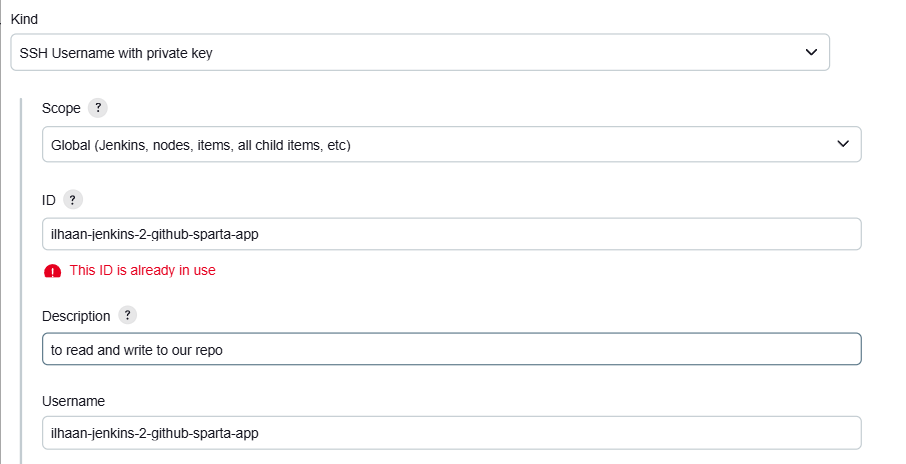 Kind
SSH Username with private key
Scope ?
Global (Jenkins, nodes, items, all child items, etc)
ID ?
ilhaan-jenkins-2-github-sparta-app
This ID is already in use
Description ?
to read and write to our repo
Username
ilhaan-jenkins-2-github-sparta-app